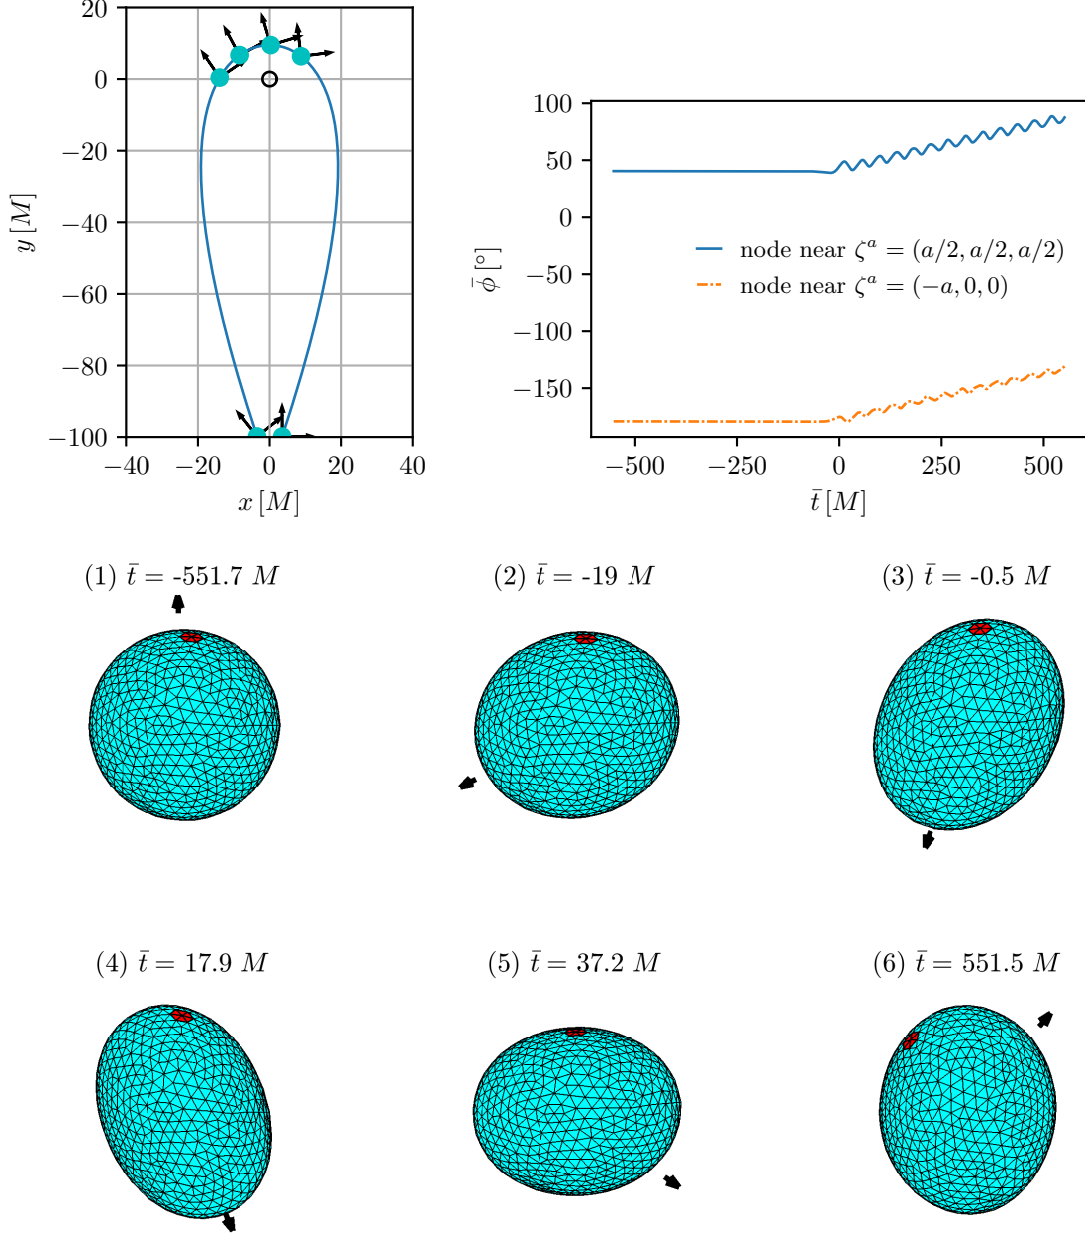 20
0
−20
−40
−60
−80
−100
y [M]
−40 −20 0 20 40
x [M]
100
50
0
−50
−100
−150
ϕ̄ [°]
node near ζᵃ = (a/2, a/2, a/2)
node near ζᵃ = (−a, 0, 0)
−500 −250 0 250 500
t̄ [M]
(1) t̄ = -551.7 M
(2) t̄ = -19 M
(3) t̄ = -0.5 M
(4) t̄ = 17.9 M
(5) t̄ = 37.2 M
(6) t̄ = 551.5 M